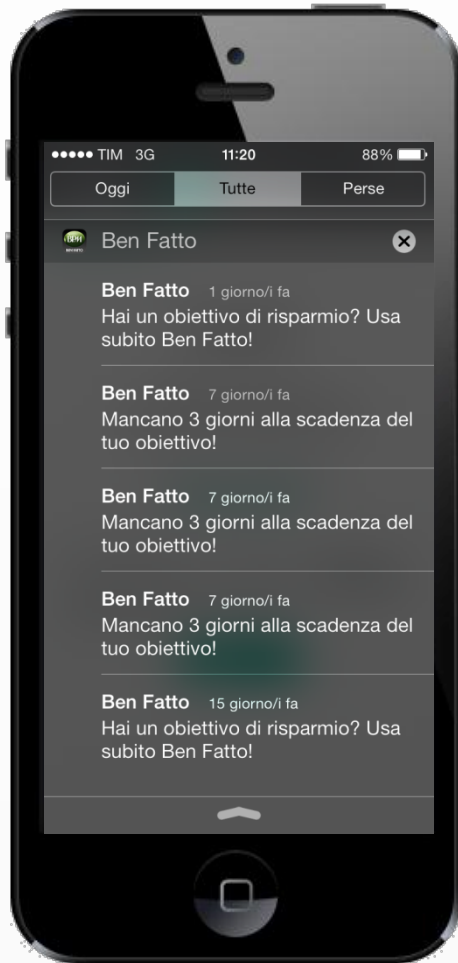 TIM 3G 11:20 88%
Oggi Tutte Perse
Ben Fatto
Ben Fatto 1 giorno/i fa
Hai un obiettivo di risparmio? Usa
subito Ben Fatto!
Ben Fatto 7 giorno/i fa
Mancano 3 giorni alla scadenza del
tuo obiettivo!
Ben Fatto 7 giorno/i fa
Mancano 3 giorni alla scadenza del
tuo obiettivo!
Ben Fatto 7 giorno/i fa
Mancano 3 giorni alla scadenza del
tuo obiettivo!
Ben Fatto 15 giorno/i fa
Hai un obiettivo di risparmio? Usa
subito Ben Fatto!